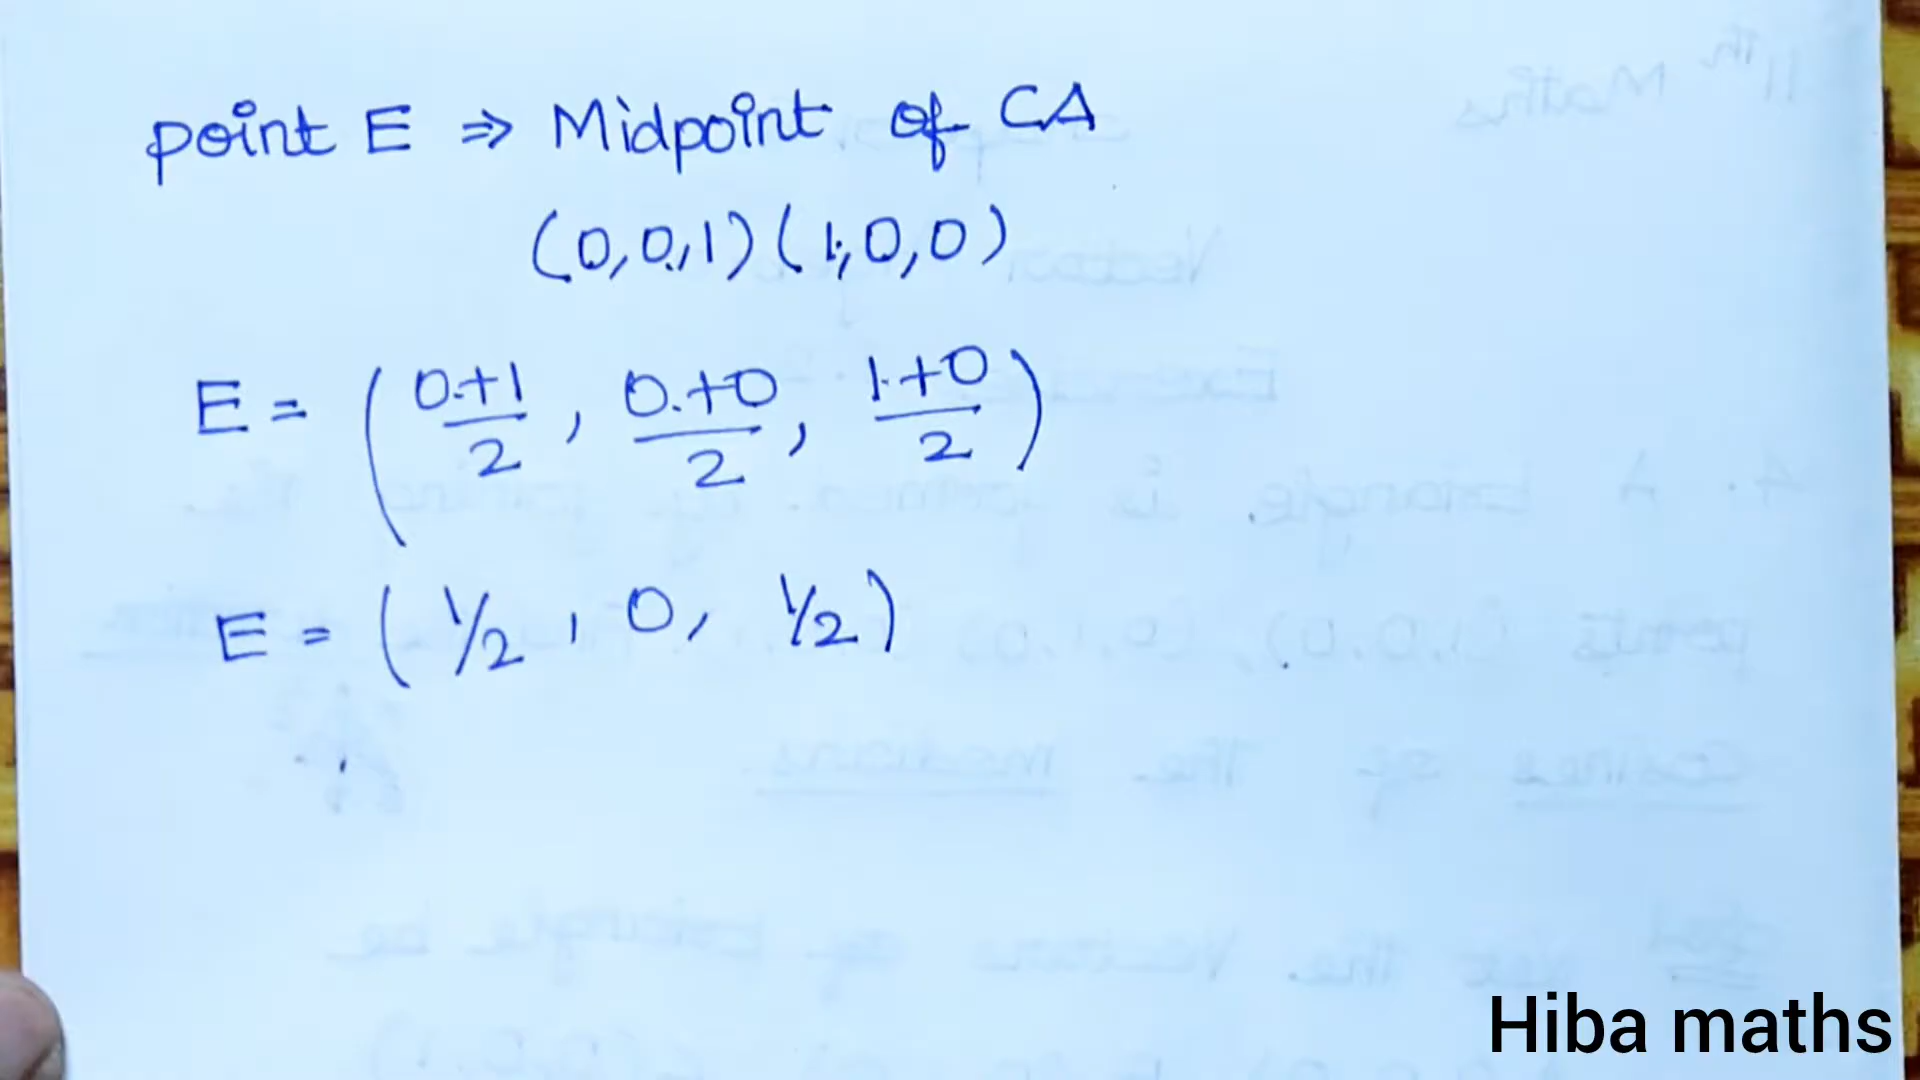 point E ⇒ Midpoint of CA
(0,0,1) (1,0,0)
E = ( 0+1/2 , 0+0/2 , 1+0/2 )
E = ( 1/2 , 0, 1/2 )
Hiba maths